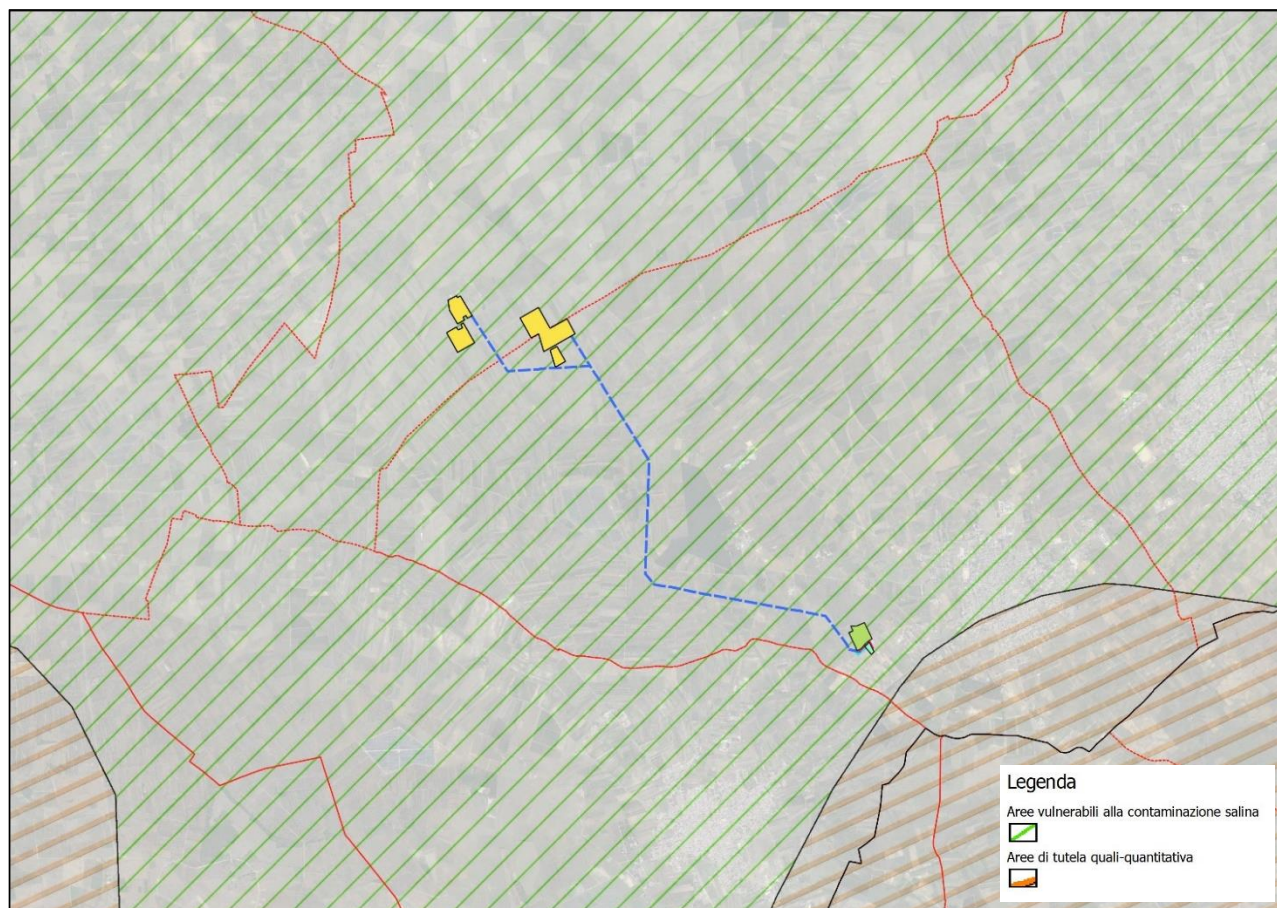 Legenda
Aree vulnerabili alla contaminazione salina
Aree di tutela quali-quantitativa